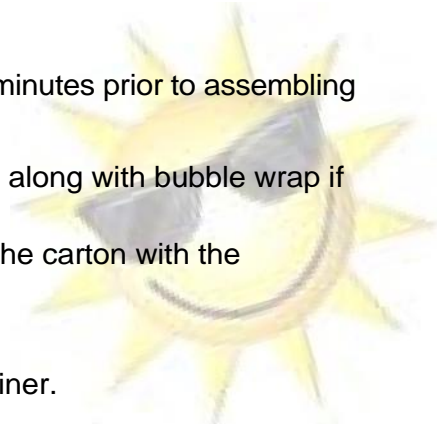 minutes prior to assembling
along with bubble wrap if
he carton with the
iner.